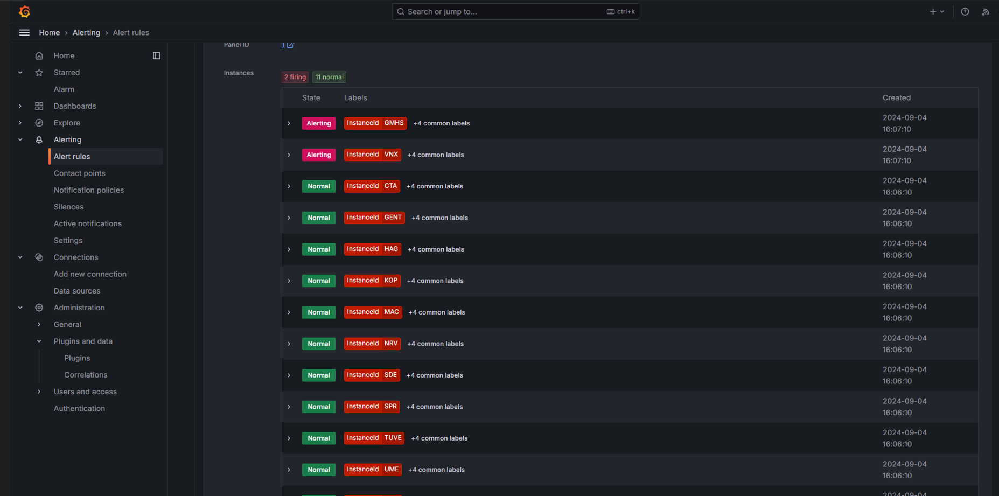 Search or jump to...
ctrl+k
Home › Alerting › Alert rules
Home
Starred
Alarm
Dashboards
Explore
Alerting
Alert rules
Contact points
Notification policies
Silences
Active notifications
Settings
Connections
Add new connection
Data sources
Administration
General
Plugins and data
Plugins
Correlations
Users and access
Authentication
Panel ID
1
Instances
2 firing
11 normal
State Labels Created
Alerting InstanceId GMHS +4 common labels 2024-09-04
16:07:10
Alerting InstanceId VNX +4 common labels 2024-09-04
16:07:10
Normal InstanceId CTA +4 common labels 2024-09-04
16:06:10
Normal InstanceId GENT +4 common labels 2024-09-04
16:06:10
Normal InstanceId HAG +4 common labels 2024-09-04
16:06:10
Normal InstanceId KOP +4 common labels 2024-09-04
16:06:10
Normal InstanceId MAC +4 common labels 2024-09-04
16:06:10
Normal InstanceId NRV +4 common labels 2024-09-04
16:06:10
Normal InstanceId SDE +4 common labels 2024-09-04
16:06:10
Normal InstanceId SPR +4 common labels 2024-09-04
16:06:10
Normal InstanceId TUVE +4 common labels 2024-09-04
16:06:10
Normal InstanceId UME +4 common labels 2024-09-04
16:06:10
2024-09-04